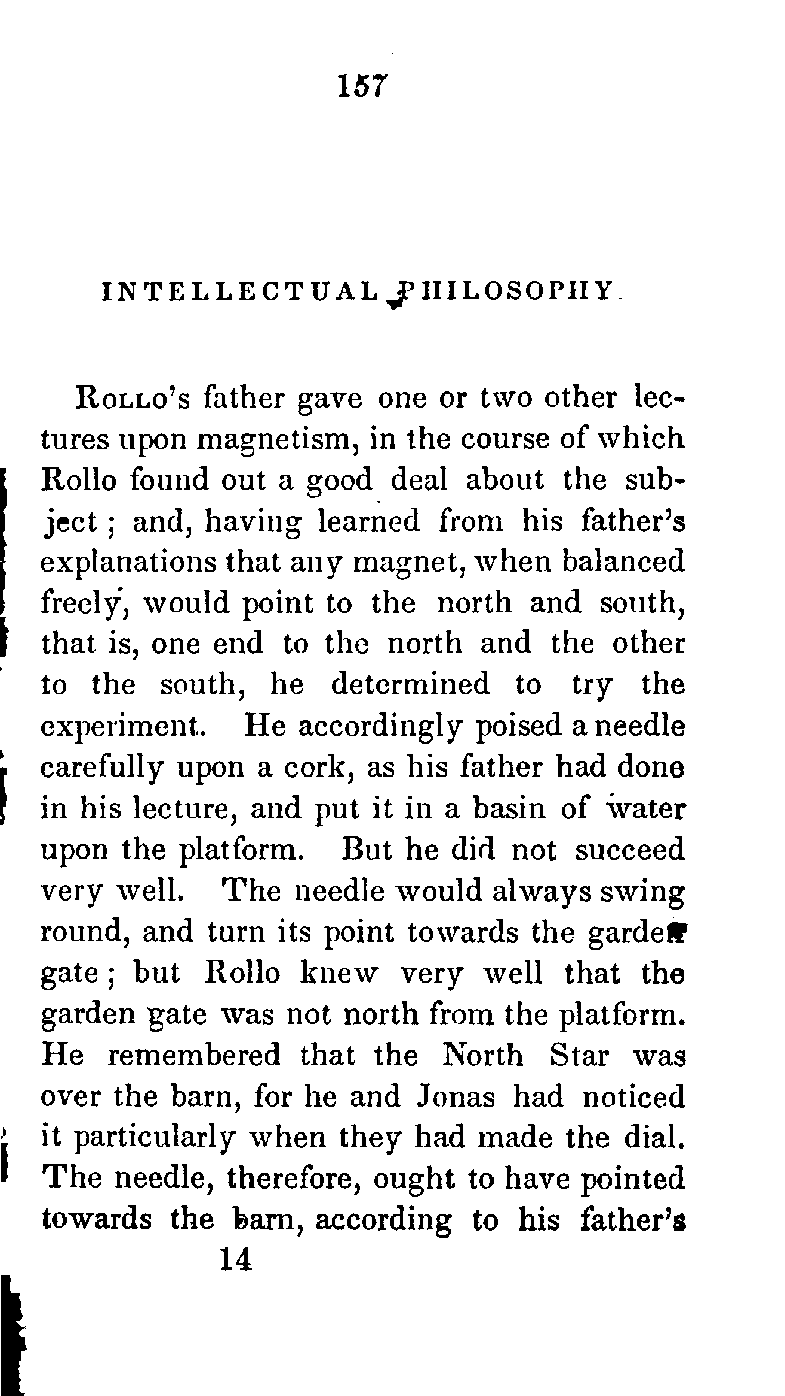 157
INTELLECTUAL PHILOSOPHY.
ROLLO'S father gave one or two other lec-
tures upon magnetism, in the course of which
Rollo found out a good deal about the sub-
ject ; and, having learned from his father's
explanations that any magnet, when balanced
freely, would point to the north and south,
that is, one end to the north and the other
to the south, he determined to try the
experiment. He accordingly poised a needle
carefully upon a cork, as his father had done
in his lecture, and put it in a basin of water
upon the platform. But he did not succeed
very well. The needle would always swing
round, and turn its point towards the garden
gate ; but Rollo knew very well that the
garden gate was not north from the platform.
He remembered that the North Star was
over the barn, for he and Jonas had noticed
it particularly when they had made the dial.
The needle, therefore, ought to have pointed
towards the barn, according to his father's
14